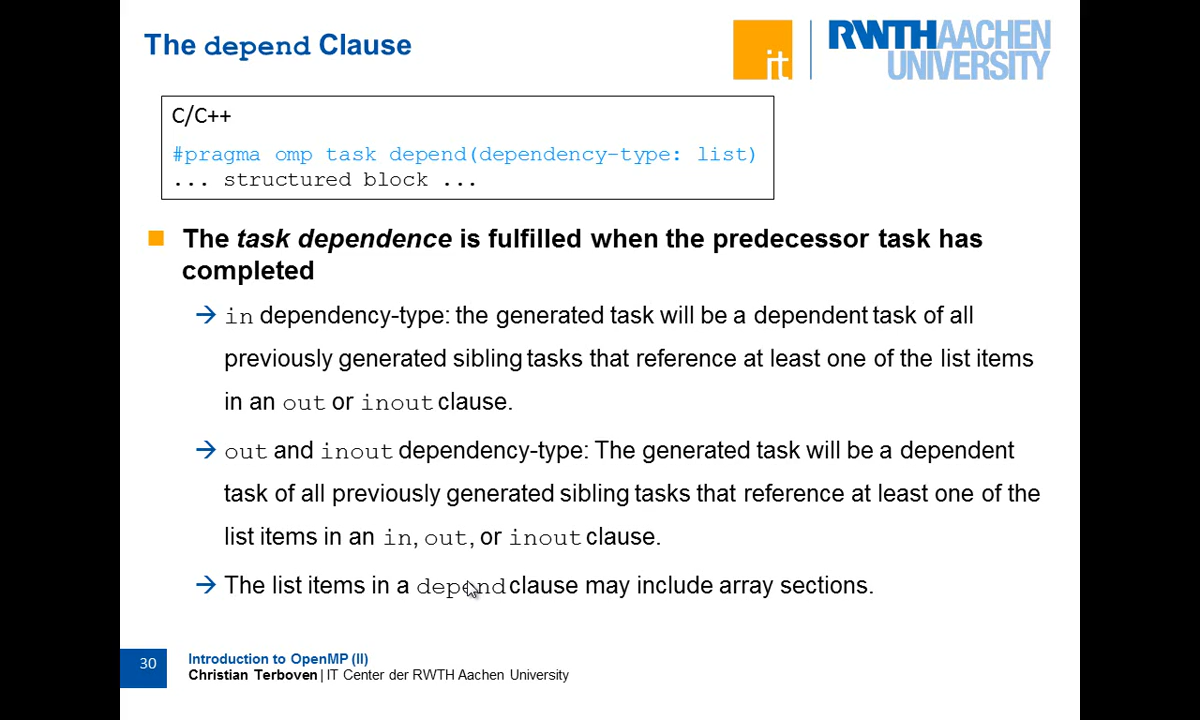 The depend Clause
it
RWTHAACHEN
UNIVERSITY
C/C++
#pragma omp task depend(dependency-type: list)
... structured block ...
The task dependence is fulfilled when the predecessor task has
completed
→ in dependency-type: the generated task will be a dependent task of all
previously generated sibling tasks that reference at least one of the list items
in an out or inout clause.
→ out and inout dependency-type: The generated task will be a dependent
task of all previously generated sibling tasks that reference at least one of the
list items in an in, out, or inout clause.
→ The list items in a depend clause may include array sections.
30
Introduction to OpenMP (II)
Christian Terboven | IT Center der RWTH Aachen University